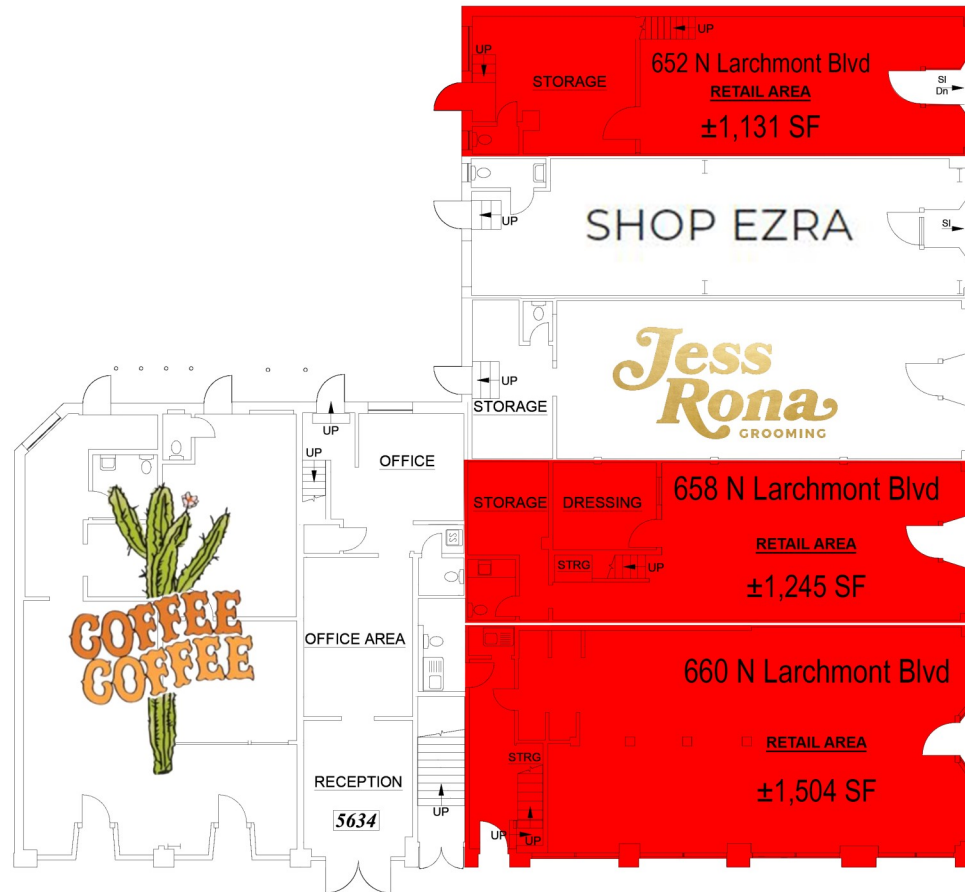 UP
UP
STORAGE
652 N Larchmont Blvd
RETAIL AREA
±1,131 SF
SI
Dn
UP
SHOP EZRA
SI
UP
STORAGE
Jess
Rona
GROOMING
UP
UP
OFFICE
STORAGE
DRESSING
658 N Larchmont Blvd
RETAIL AREA
STRG
UP
±1,245 SF
COFFEE
COFFEE
OFFICE AREA
660 N Larchmont Blvd
RETAIL AREA
±1,504 SF
STRG
RECEPTION
5634
UP
UP
UP